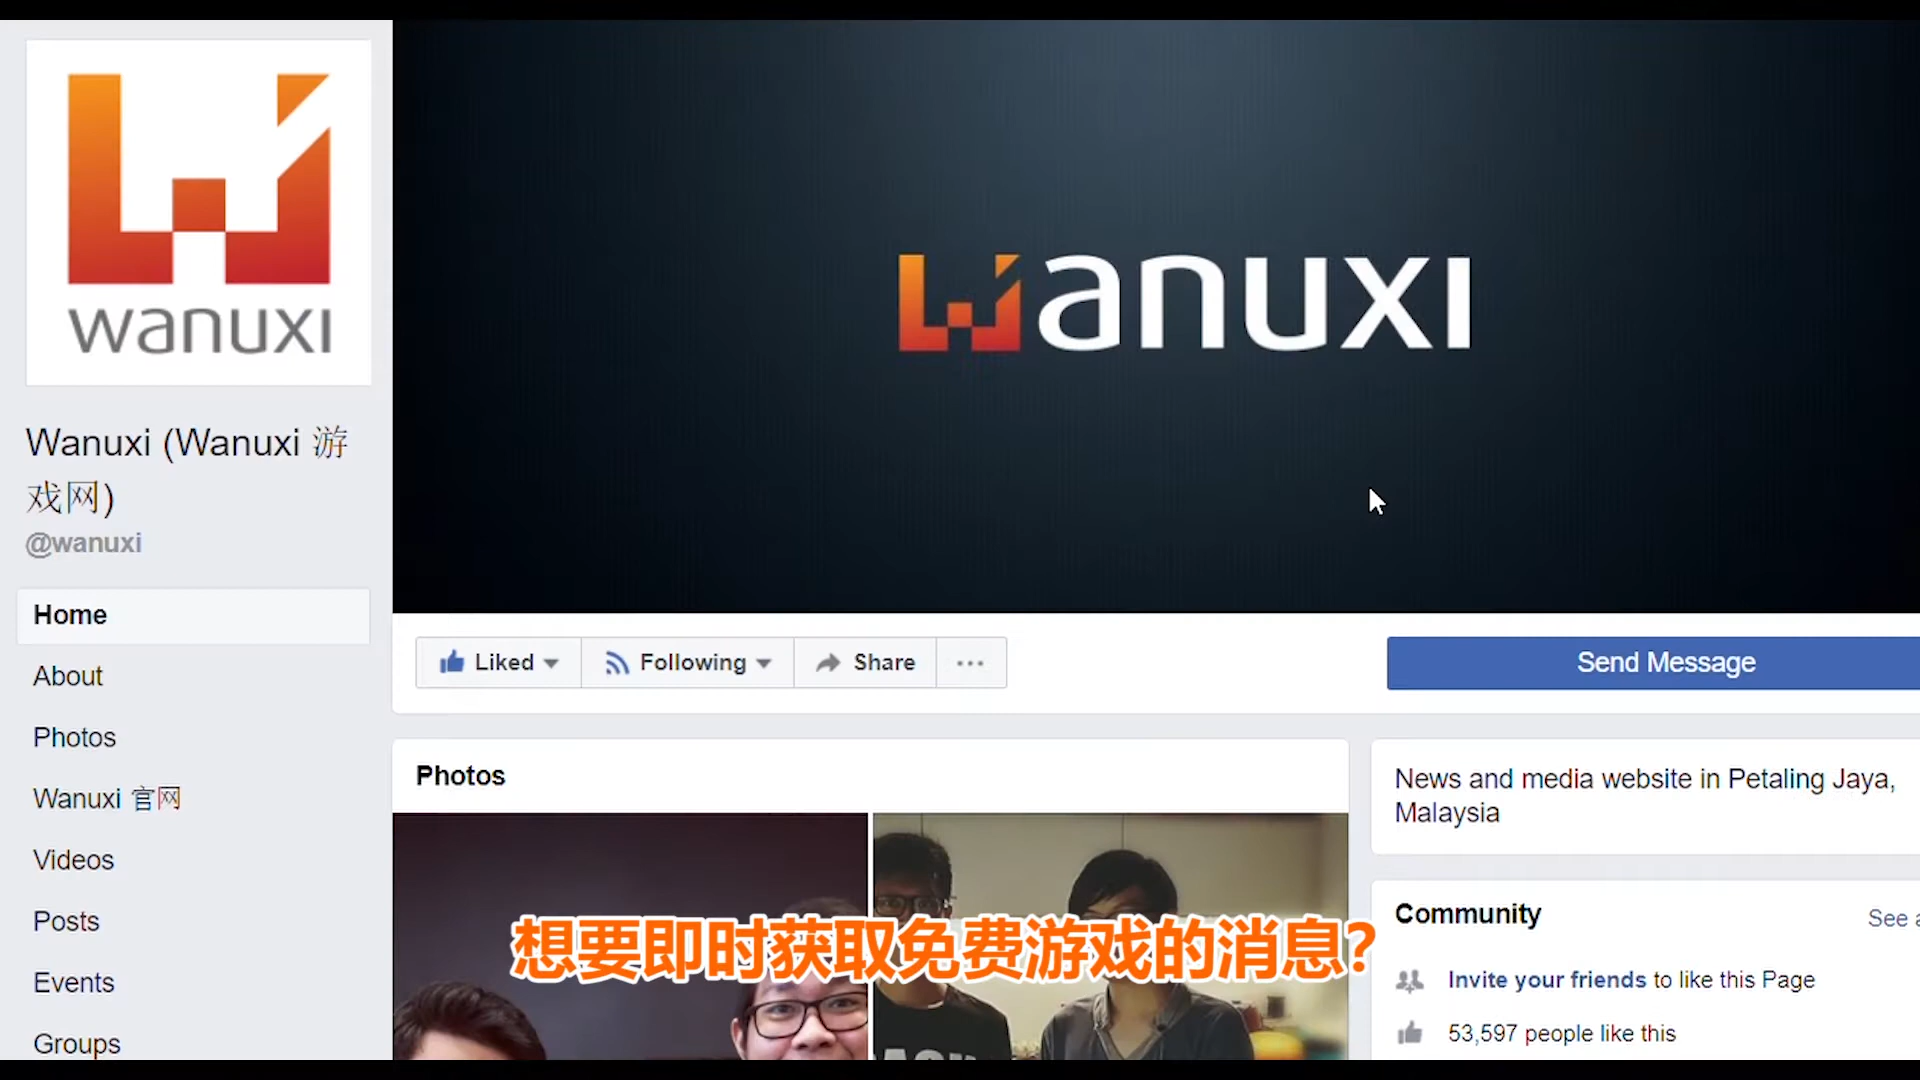 wanuxi
Wanuxi (Wanuxi 游
戏网)
@wanuxi
Home
About
Photos
Wanuxi 官网
Videos
Posts
Events
Groups
wanuxi
Liked
Following
Share
Send Message
Photos
News and media website in Petaling Jaya,
Malaysia
Community
See
Invite your friends to like this Page
53,597 people like this
想要即时获取免费游戏的消息?